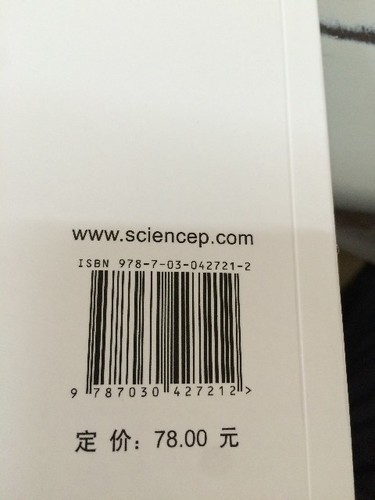 www.sciencep.com
ISBN 978-7-03-042721-2
9 787030 427212 >
定 价：78.00 元